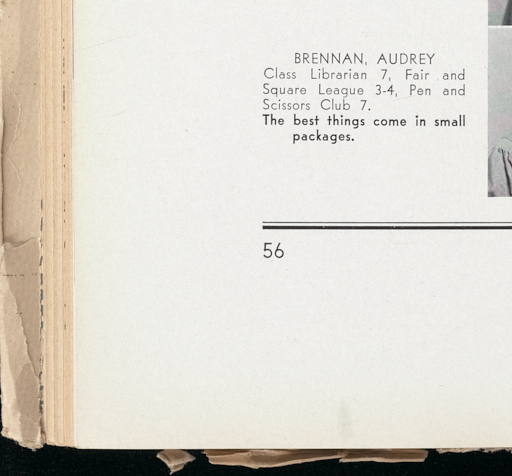 BRENNAN, AUDREY
Class Librarian 7, Fair and
Square League 3-4, Pen and
Scissors Club 7.
The best things come in small
packages.
56